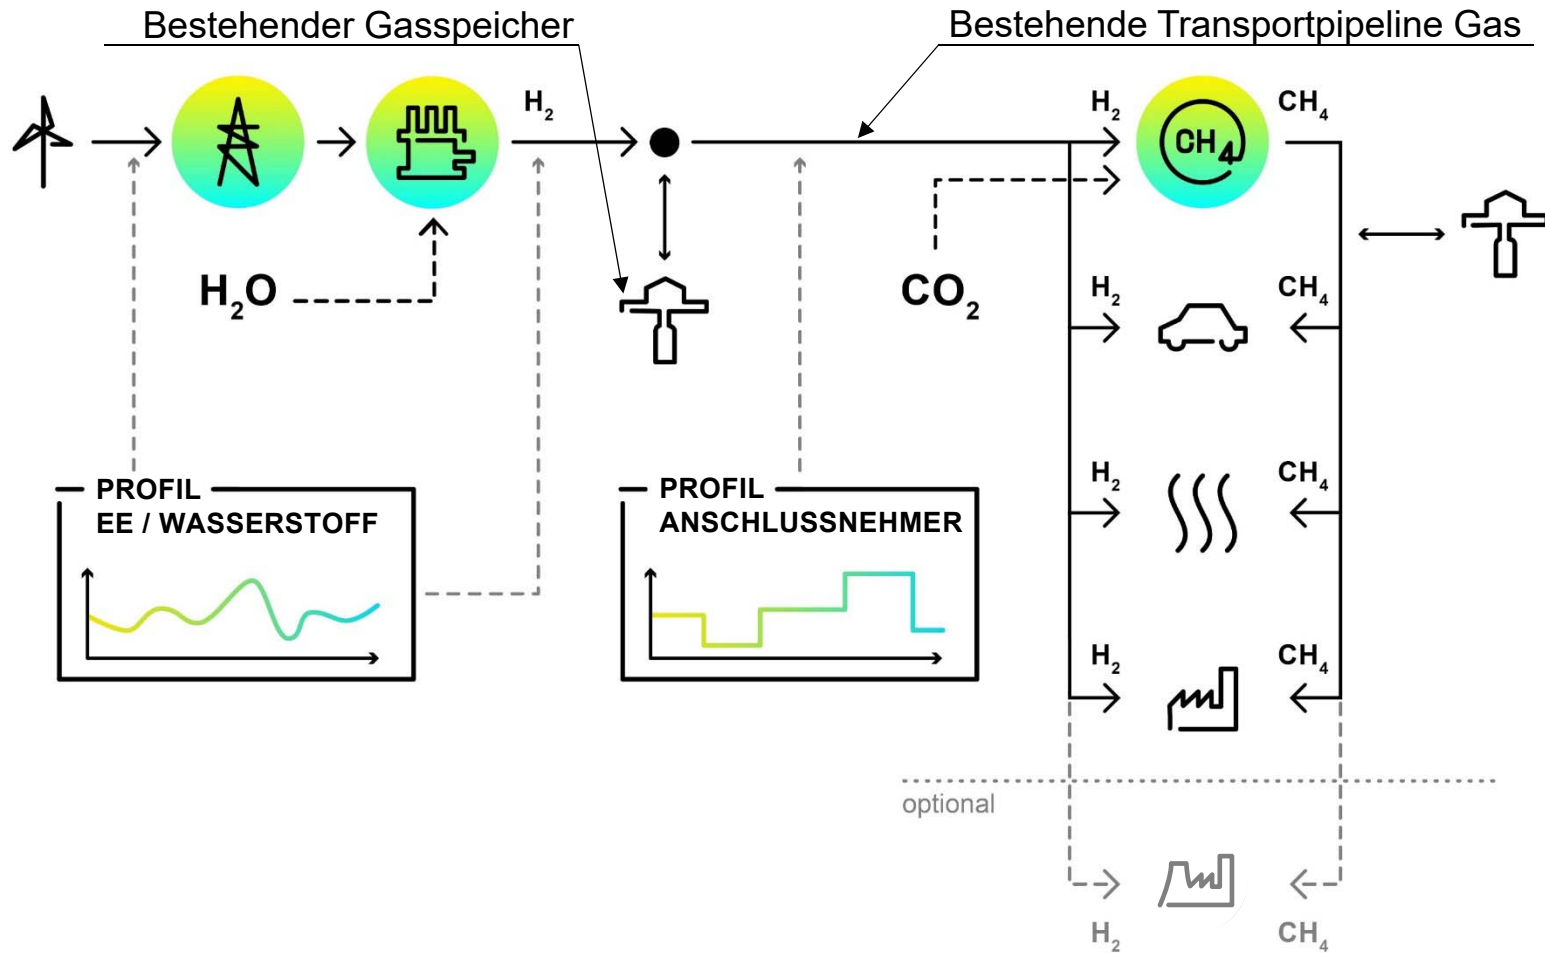 Bestehender Gasspeicher
Bestehende Transportpipeline Gas
H₂
H₂
CH₄
CH₄
H₂O
CO₂
H₂
CH₄
H₂
CH₄
PROFIL
EE / WASSERSTOFF
PROFIL
ANSCHLUSSNEHMER
H₂
CH₄
optional
H₂
CH₄